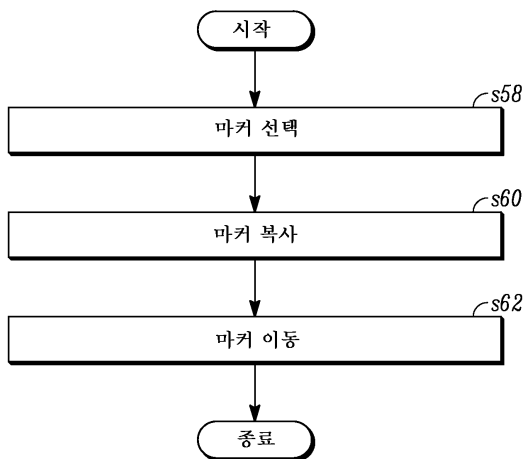 시작
s58
마커 선택
s60
마커 복사
s62
마커 이동
종료